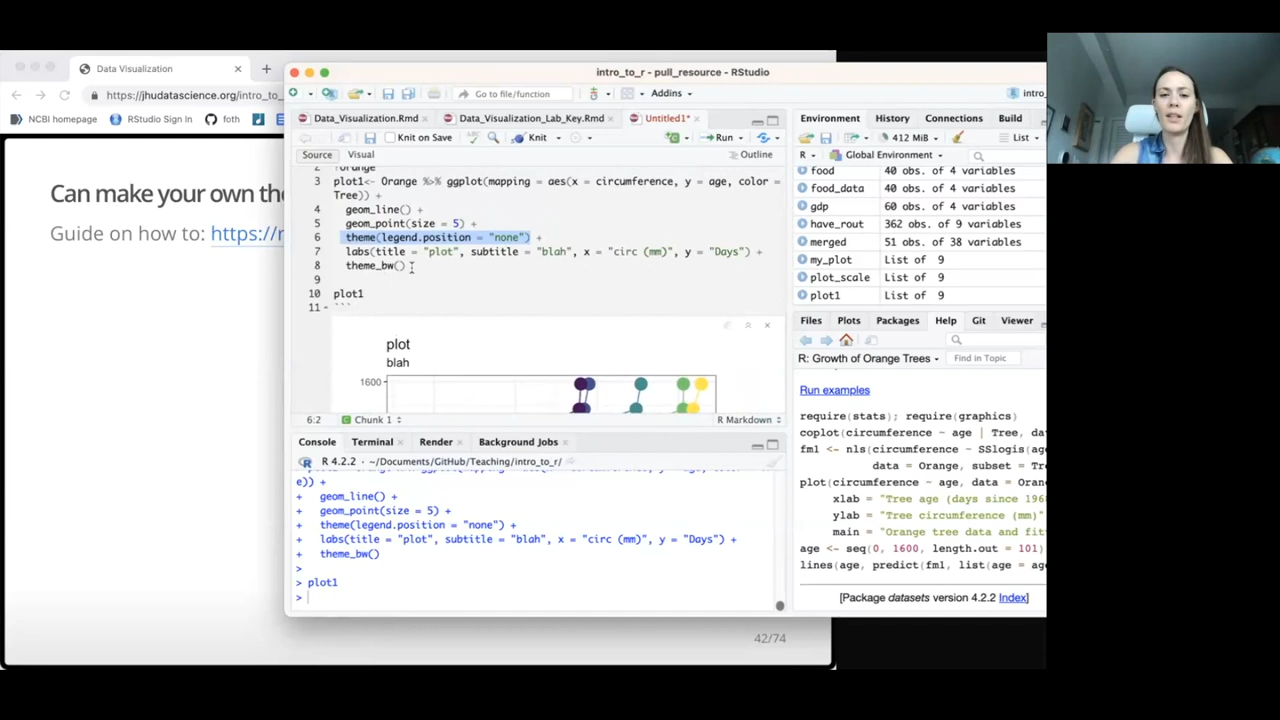 Data Visualization
https://jhudatascience.org/intro_to_
NCBI homepage
RStudio Sign In
foth
Can make your own the
Guide on how to: https://r
42/74
intro_to_r - pull_resource - RStudio
Go to file/function
Addins
intro_
Data_Visualization.Rmd
Data_Visualization_Lab_Key.Rmd
Untitled1*
Knit on Save
Knit
Run
Source
Visual
Outline
2 ?Orange
3 plot1<- Orange %>% ggplot(mapping = aes(x = circumference, y = age, color =
Tree)) +
4 geom_line() +
5 geom_point(size = 5) +
6 theme(legend.position = "none") +
7 labs(title = "plot", subtitle = "blah", x = "circ (mm)", y = "Days") +
8 theme_bw()
9
10 plot1
11 ```
plot
blah
1600
6:2
Chunk 1
R Markdown
Console
Terminal
Render
Background Jobs
R 4.2.2 · ~/Documents/GitHub/Teaching/intro_to_r/
e)) +
+ geom_line() +
+ geom_point(size = 5) +
+ theme(legend.position = "none") +
+ labs(title = "plot", subtitle = "blah", x = "circ (mm)", y = "Days") +
+ theme_bw()
>
> plot1
>
Environment
History
Connections
Build
412 MiB
List
R
Global Environment
food 40 obs. of 4 variables
food_data 40 obs. of 4 variables
gdp 60 obs. of 4 variables
have_rout 362 obs. of 9 variables
merged 51 obs. of 38 variables
my_plot List of 9
plot_scale List of 9
plot1 List of 9
Files
Plots
Packages
Help
Git
Viewer
R: Growth of Orange Trees
Find in Topic
Run examples
require(stats); require(graphics)
coplot(circumference ~ age | Tree, da
fm1 <- nls(circumference ~ SSlogis(ag
data = Orange, subset = Tre
plot(circumference ~ age, data = Oran
xlab = "Tree age (days since 196
ylab = "Tree circumference (mm)"
main = "Orange tree data and fit
age <- seq(0, 1600, length.out = 101)
lines(age, predict(fm1, list(age = ag
[Package datasets version 4.2.2 Index]